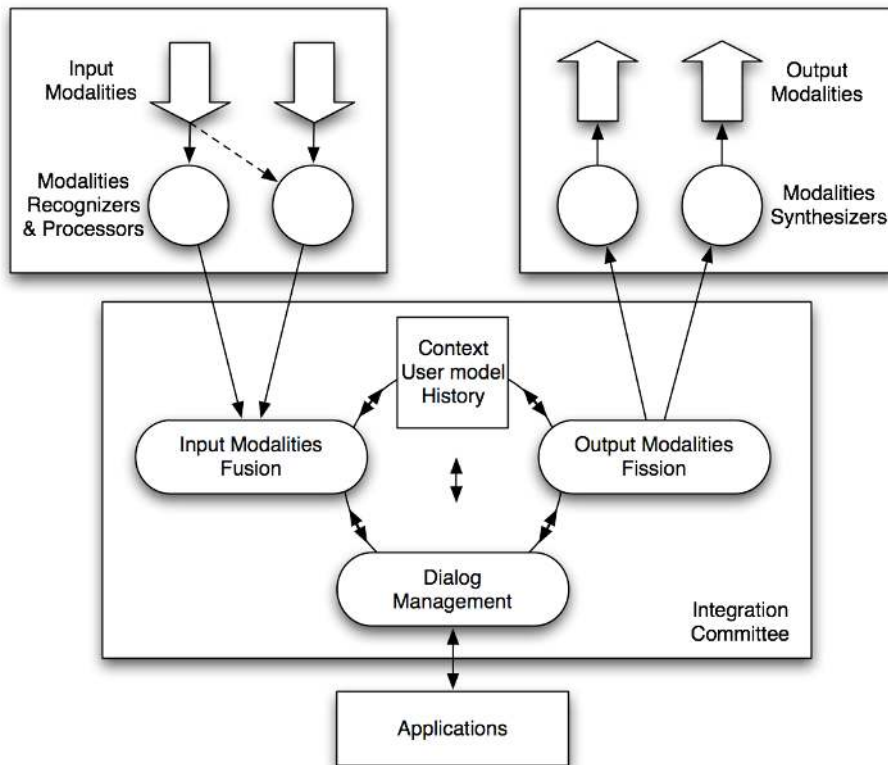 Input
Modalities
Modalities
Recognizers
& Processors
Output
Modalities
Modalities
Synthesizers
Context
User model
History
Input Modalities
Fusion
Output Modalities
Fission
Dialog
Management
Integration
Committee
Applications